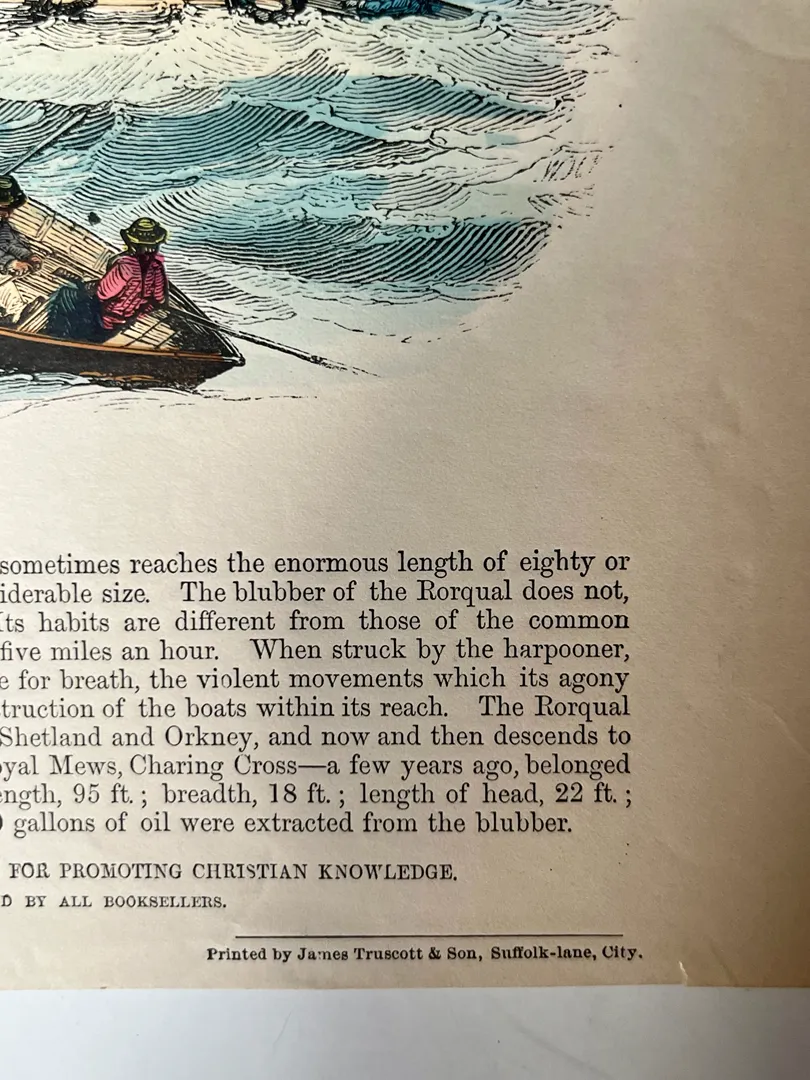 sometimes reaches the enormous length of eighty or
iderable size. The blubber of the Rorqual does not,
Its habits are different from those of the common
five miles an hour. When struck by the harpooner,
e for breath, the violent movements which its agony
truction of the boats within its reach. The Rorqual
Shetland and Orkney, and now and then descends to
oyal Mews, Charing Cross—a few years ago, belonged
ength, 95 ft.; breadth, 18 ft.; length of head, 22 ft.;
0 gallons of oil were extracted from the blubber.
FOR PROMOTING CHRISTIAN KNOWLEDGE.
D BY ALL BOOKSELLERS.
Printed by James Truscott & Son, Suffolk-lane, City.